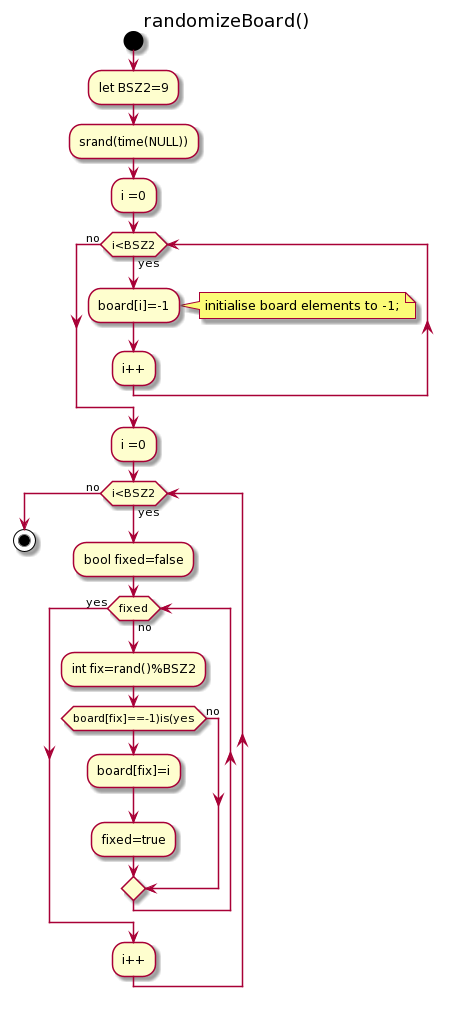 randomizeBoard()
let BSZ2=9
srand(time(NULL))
i =0
no
i<BSZ2
yes
board[i]=-1
initialise board elements to -1;
i++
i =0
no
i<BSZ2
yes
bool fixed=false
yes
fixed
no
int fix=rand()%BSZ2
board[fix]==-1)is(yes
no
board[fix]=i
fixed=true
i++